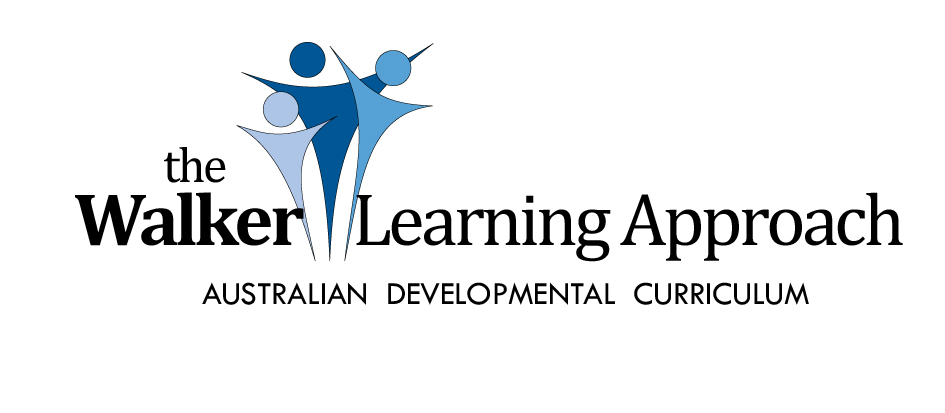 the
Walker Learning Approach
AUSTRALIAN DEVELOPMENTAL CURRICULUM